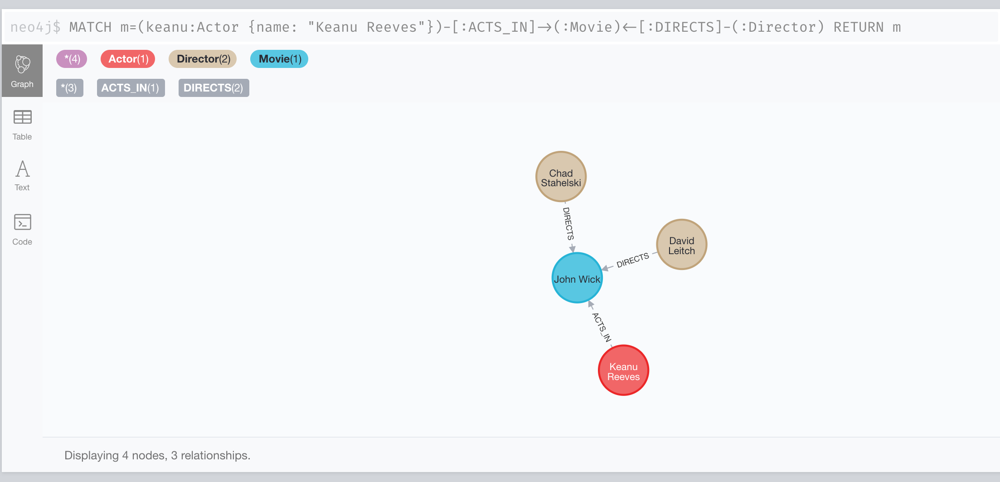 neo4j$ MATCH m=(keanu:Actor {name: "Keanu Reeves"})-[:ACTS_IN]→(:Movie)←[:DIRECTS]-(:Director) RETURN m
*(4) Actor(1) Director(2) Movie(1)
Graph
*(3) ACTS_IN(1) DIRECTS(2)
Table
Text
Code
Chad
Stahelski
DIRECTS
David
Leitch
DIRECTS
John Wick
ACTS_IN
Keanu
Reeves
Displaying 4 nodes, 3 relationships.